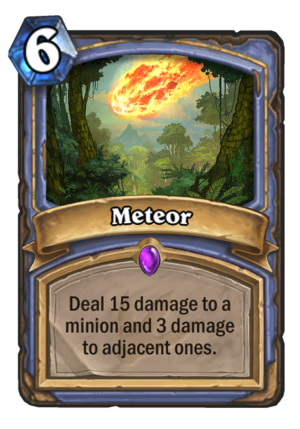 6
Meteor
Deal 15 damage to a
minion and 3 damage
to adjacent ones.